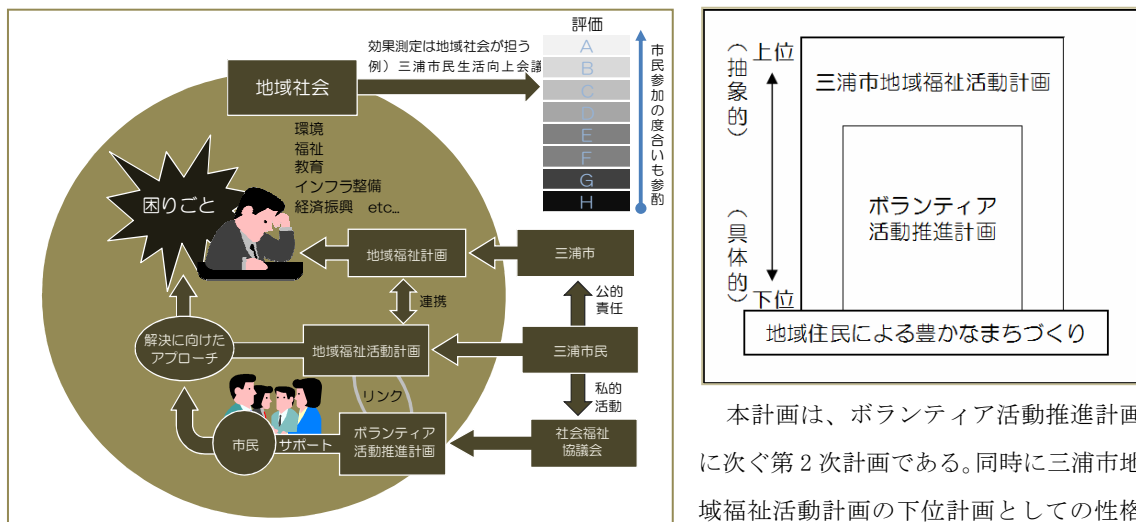 評価
効果測定は地域社会が担う
例）三浦市民生活向上会議
A
B
C
D
E
F
G
H
市民参加の度合いも参酌
地域社会
環境
福祉
教育
インフラ整備
経済振興　etc…
困りごと
地域福祉計画
三浦市
連携
公的
責任
解決に向けた
アプローチ
地域福祉活動計画
三浦市民
リンク
私的
活動
市民
サポート
ボランティア
活動推進計画
社会福祉
協議会
（抽象的）
上位
三浦市地域福祉活動計画
ボランティア
活動推進計画
（具体的）
下位
地域住民による豊かなまちづくり
本計画は、ボランティア活動推進計画
に次ぐ第２次計画である。同時に三浦市地
域福祉活動計画の下位計画としての性格